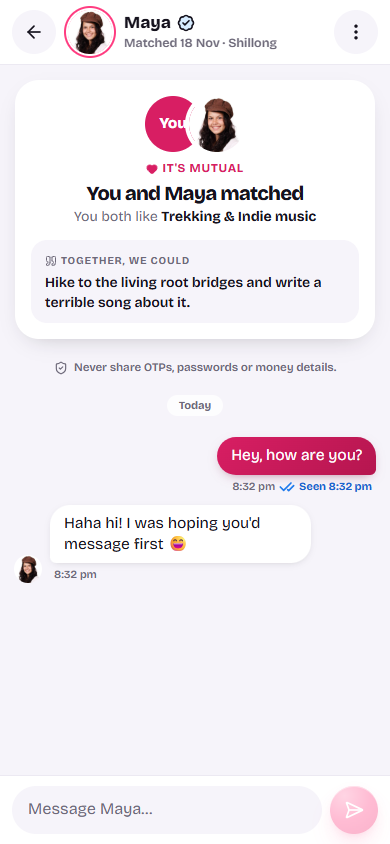 Maya
Matched 18 Nov · Shillong
You
IT'S MUTUAL
You and Maya matched
You both like Trekking & Indie music
TOGETHER, WE COULD
Hike to the living root bridges and write a
terrible song about it.
Never share OTPs, passwords or money details.
Today
Hey, how are you?
8:32 pm Seen 8:32 pm
Haha hi! I was hoping you'd
message first 😄
8:32 pm
Message Maya...